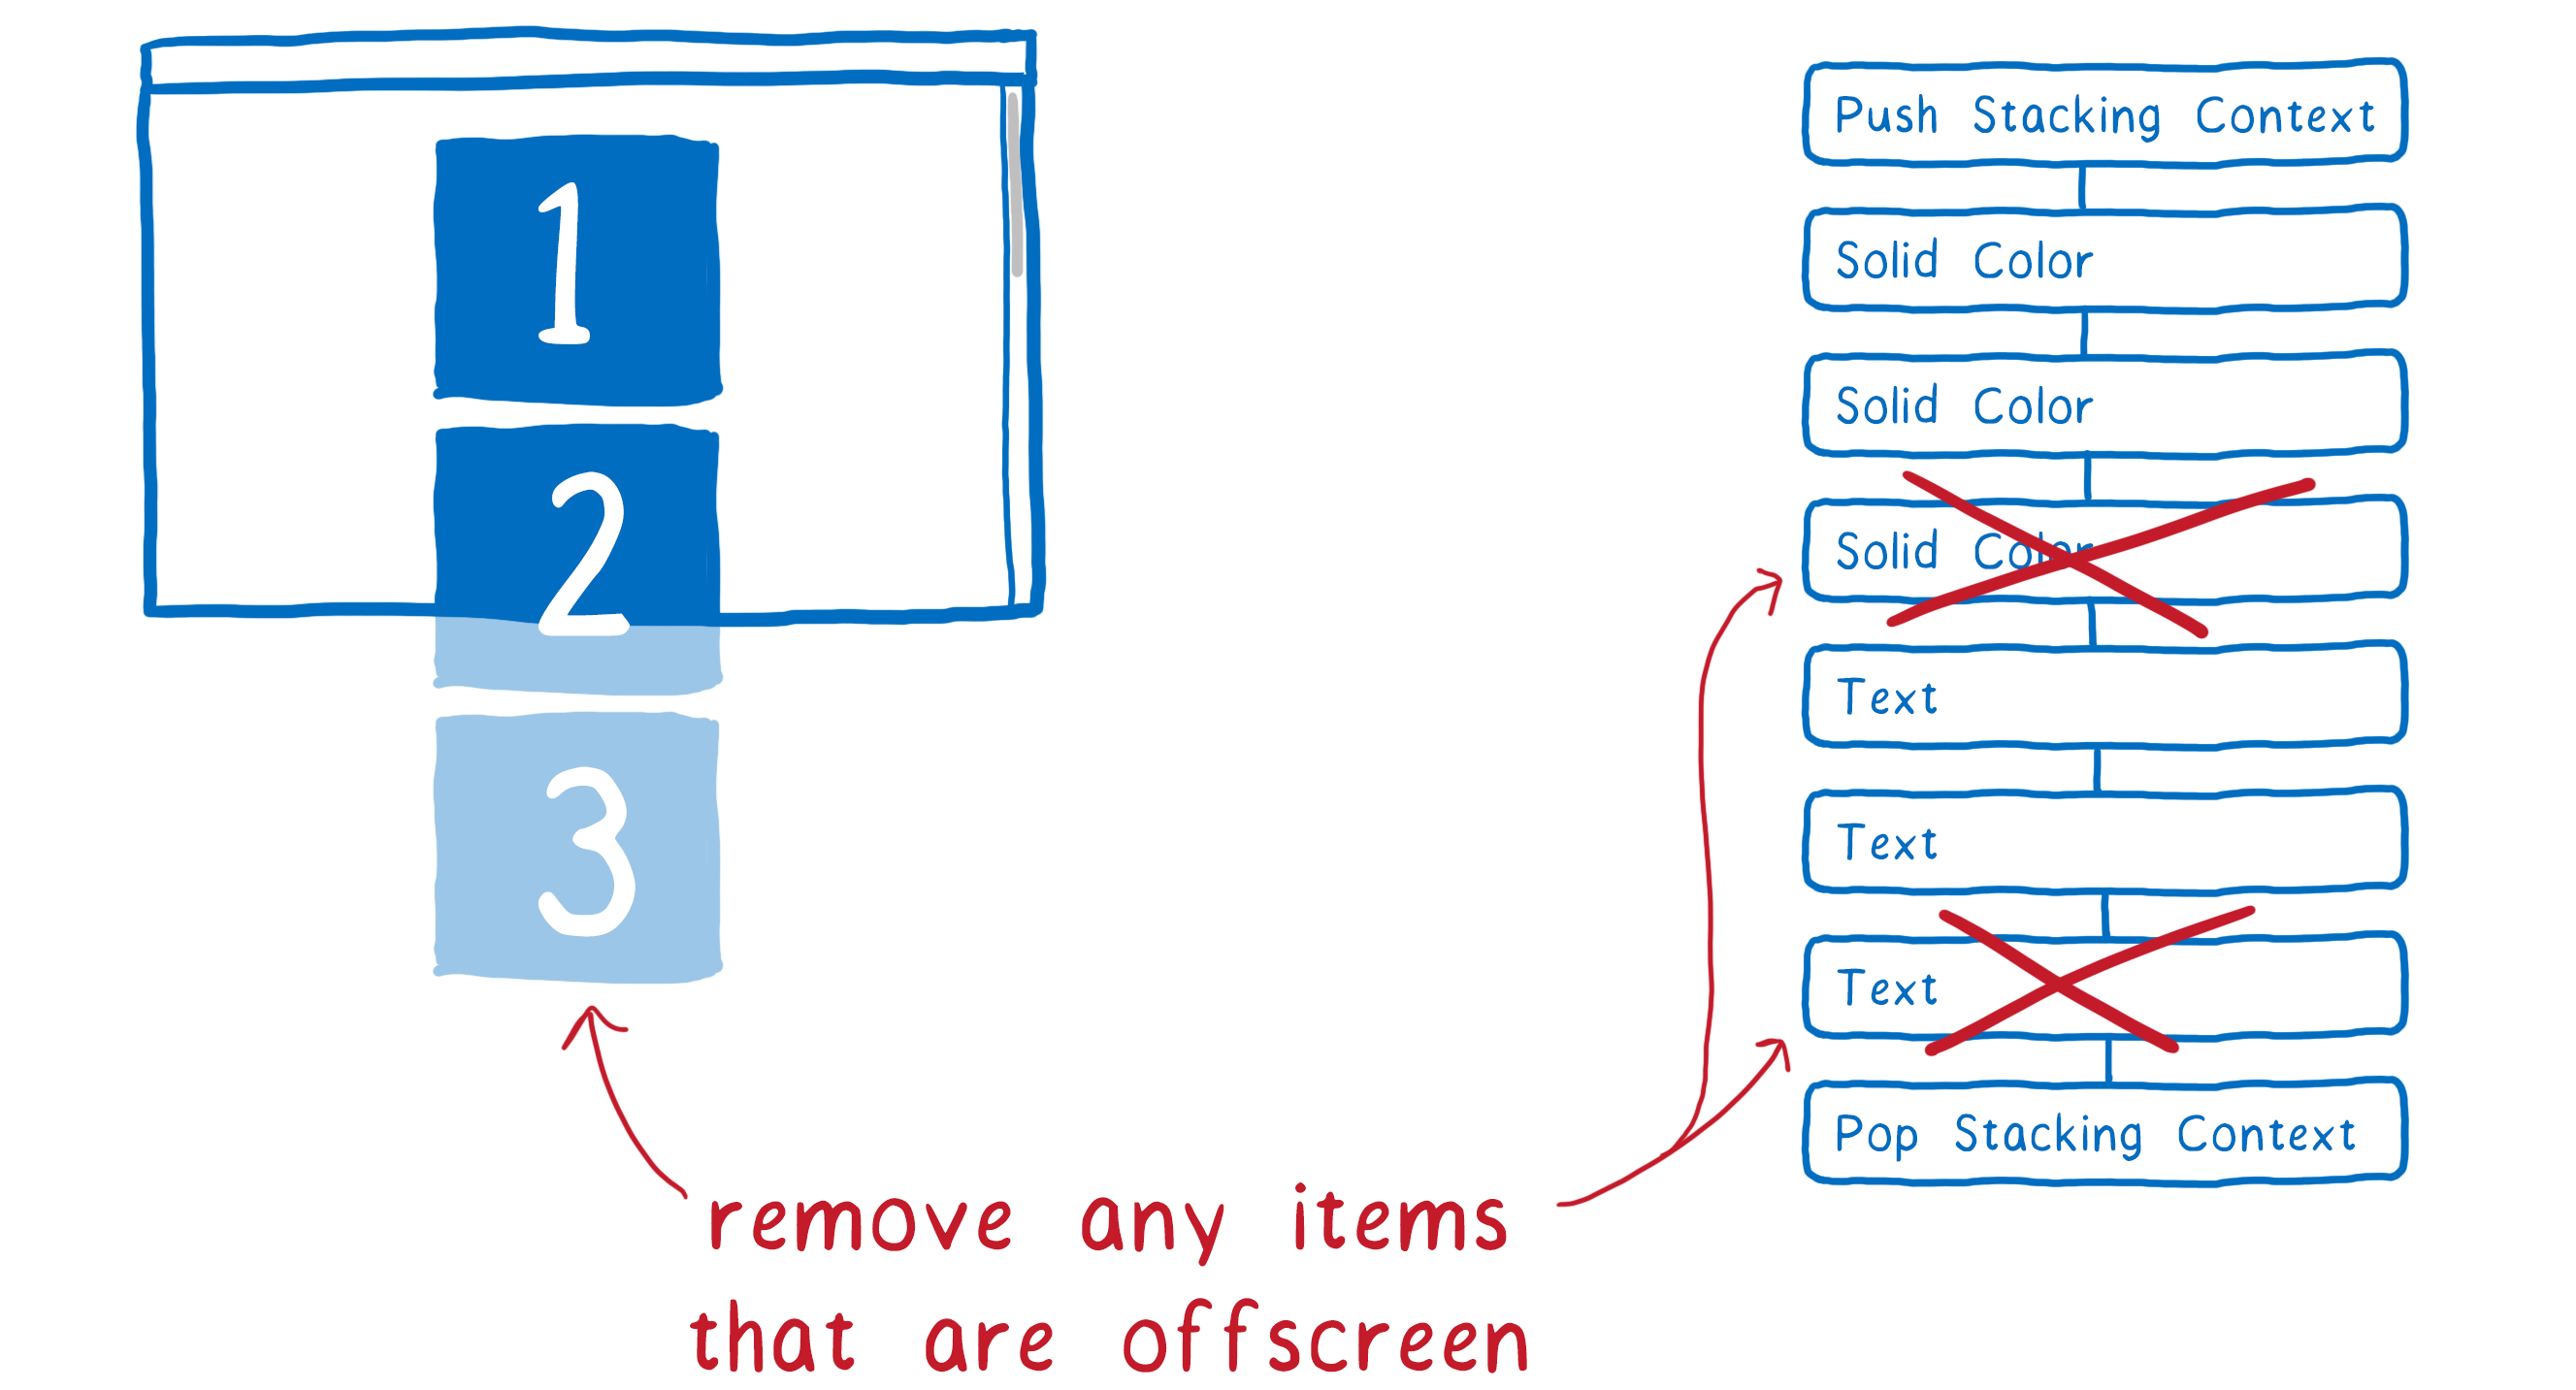 1
2
3
remove any items
that are offscreen
Push Stacking Context
Solid Color
Solid Color
Solid Color
Text
Text
Text
Pop Stacking Context